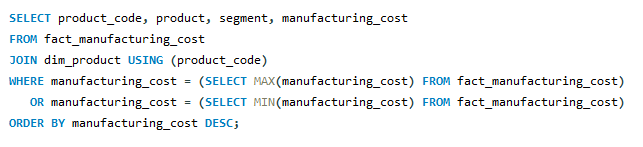 SELECT product_code, product, segment, manufacturing_cost
FROM fact_manufacturing_cost
JOIN dim_product USING (product_code)
WHERE manufacturing_cost = (SELECT MAX(manufacturing_cost) FROM fact_manufacturing_cost)
   OR manufacturing_cost = (SELECT MIN(manufacturing_cost) FROM fact_manufacturing_cost)
ORDER BY manufacturing_cost DESC;